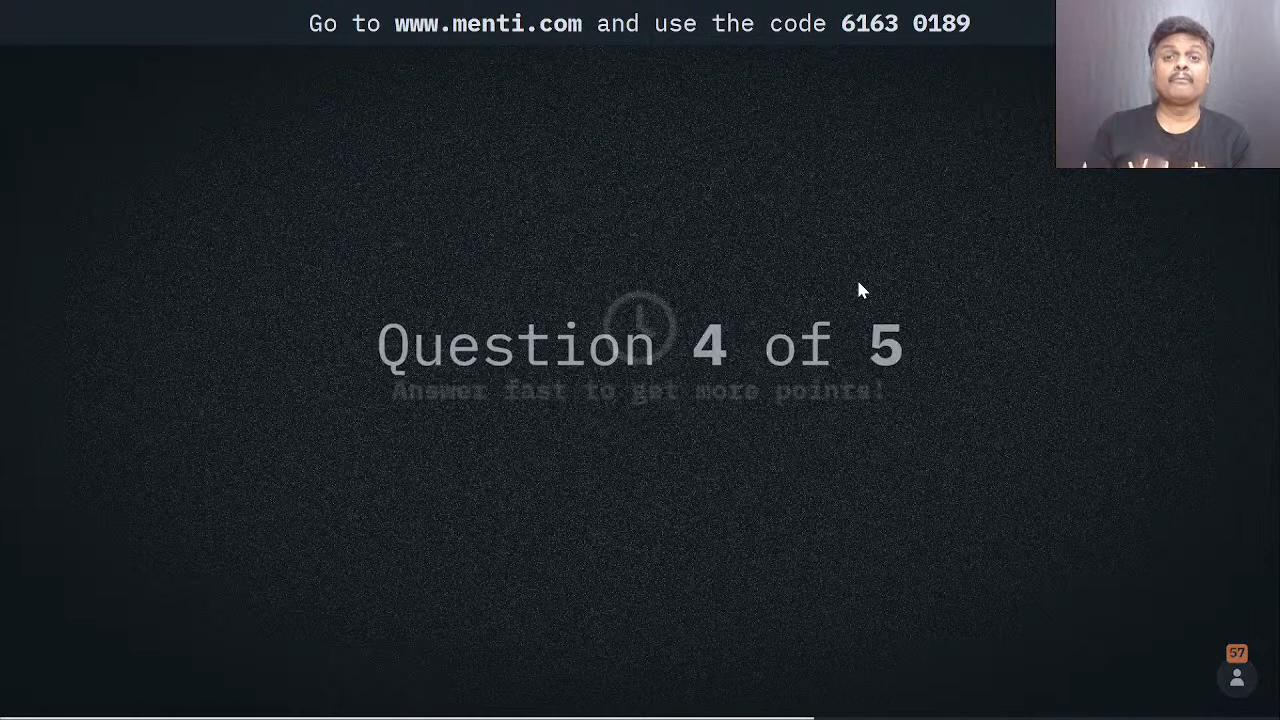 Go to www.menti.com and use the code 6163 0189
Question 4 of 5
Answer fast to get more points!
57